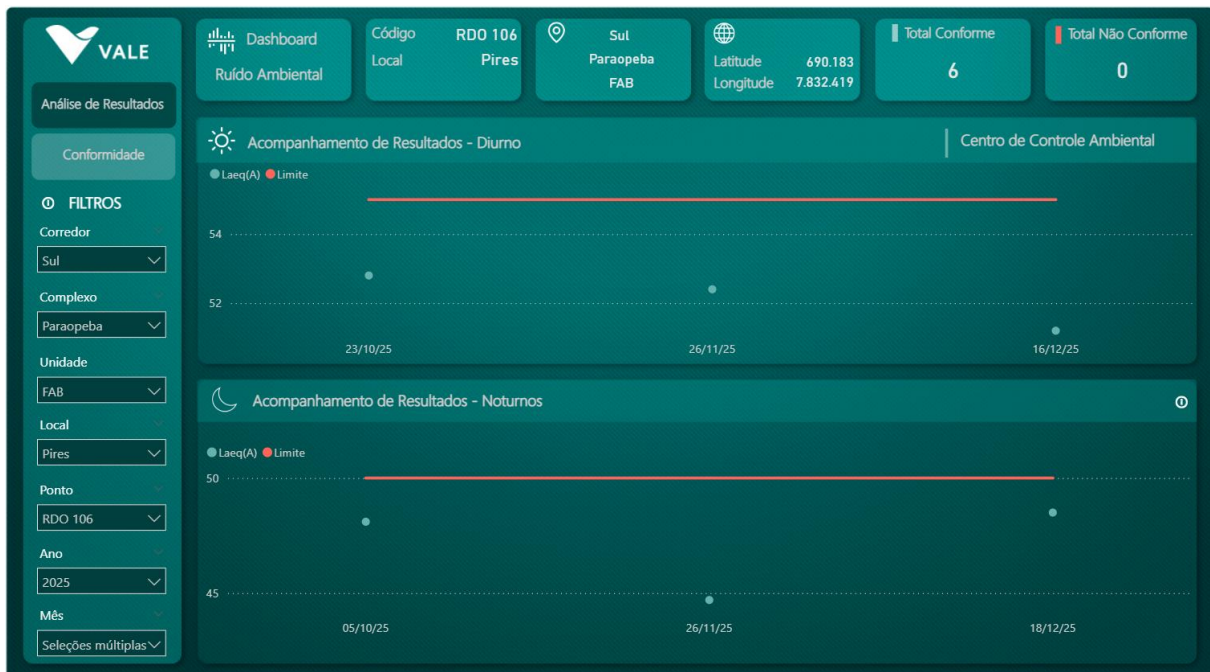 VALE
Análise de Resultados
Conformidade
FILTROS
Corredor
Sul
Complexo
Paraopeba
Unidade
FAB
Local
Pires
Ponto
RDO 106
Ano
2025
Mês
Seleções múltiplas
Dashboard
Ruído Ambiental
Código RDO 106
Local Pires
Sul
Paraopeba
FAB
Latitude 690.183
Longitude 7.832.419
Total Conforme
6
Total Não Conforme
0
Acompanhamento de Resultados - Diurno
Centro de Controle Ambiental
Laeq(A) Limite
54
52
23/10/25 26/11/25 16/12/25
Acompanhamento de Resultados - Noturnos
Laeq(A) Limite
50
45
05/10/25 26/11/25 18/12/25